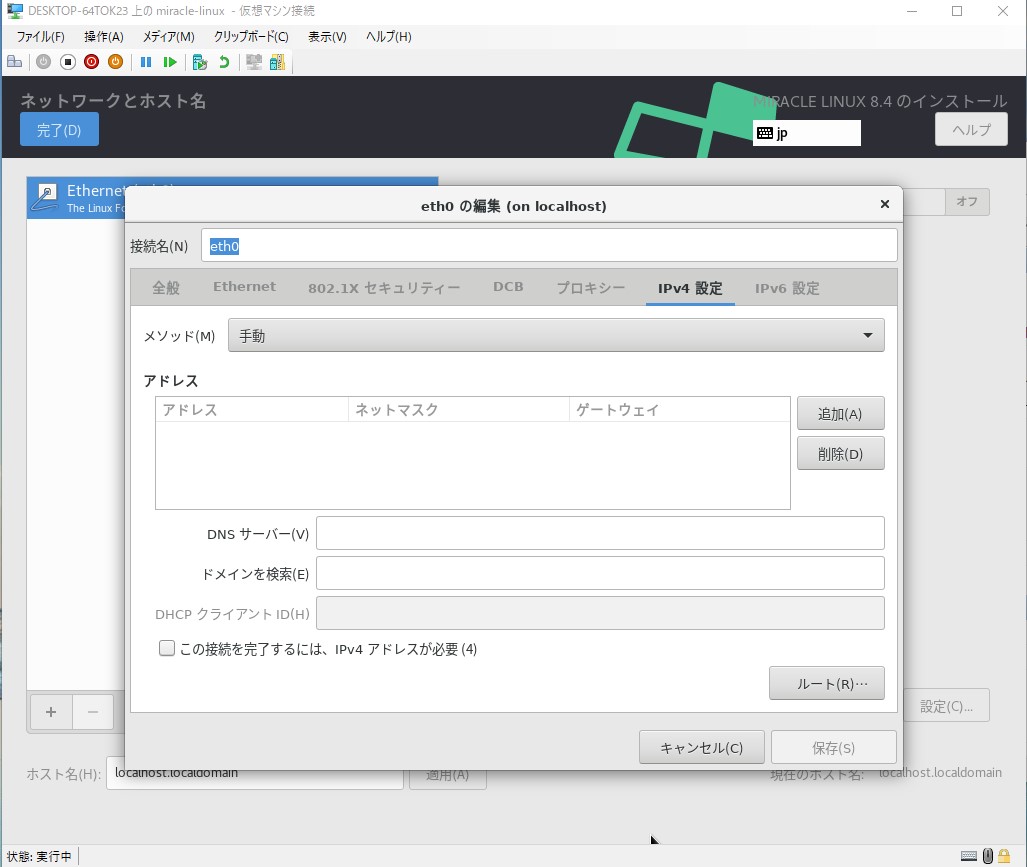 DESKTOP-64TOK23 上の miracle-linux - 仮想マシン接続
ファイル(F) 操作(A) メディア(M) クリップボード(C) 表示(V) ヘルプ(H)
ネットワークとホスト名
MIRACLE LINUX 8.4 のインストール
完了(D)
jp
ヘルプ
Ethernet
The Linux Fo
オフ
eth0 の編集 (on localhost)
接続名(N) eth0
全般 Ethernet 802.1X セキュリティー DCB プロキシー IPv4 設定 IPv6 設定
メソッド(M) 手動
アドレス
アドレス ネットマスク ゲートウェイ
追加(A)
削除(D)
DNS サーバー(V)
ドメインを検索(E)
DHCP クライアント ID(H)
この接続を完了するには、IPv4 アドレスが必要 (4)
ルート(R)…
+ −
設定(C)...
キャンセル(C) 保存(S)
ホスト名(H): localhost.localdomain 適用(A) 現在のホスト名: localhost.localdomain
状態: 実行中